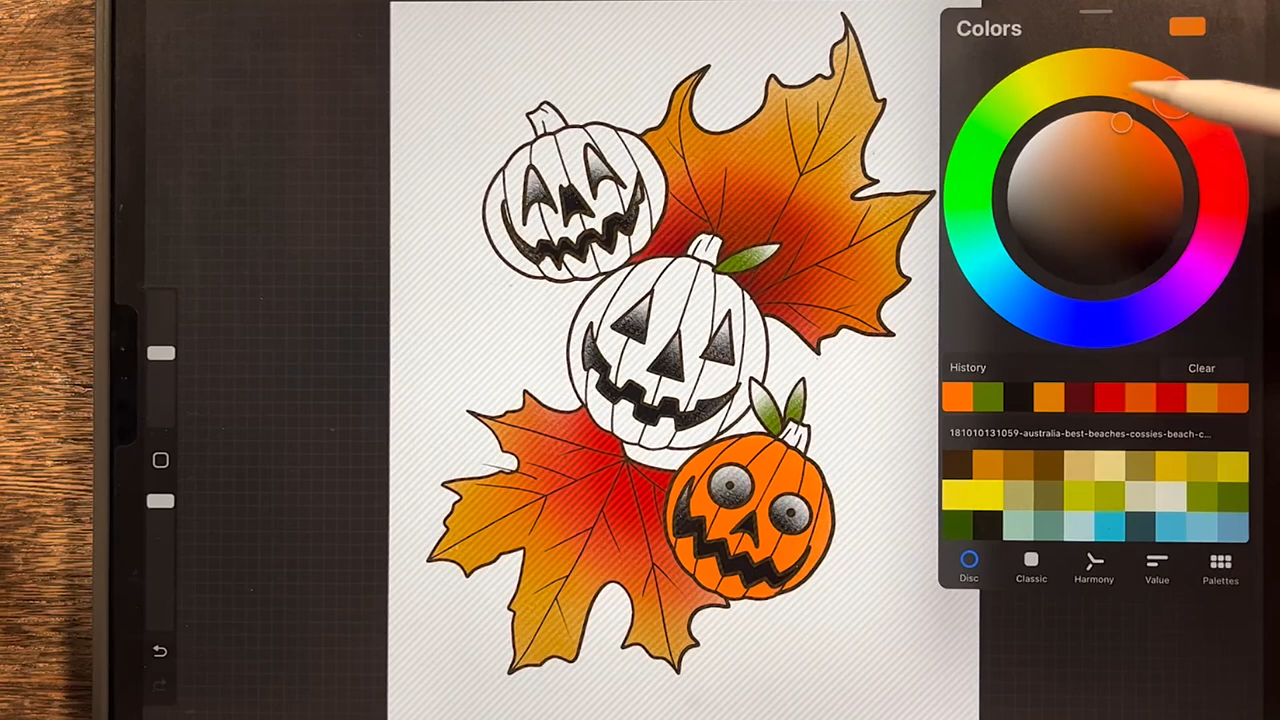 Colors
History
Clear
181010131059-australia-best-beaches-cossies-beach-c...
Disc
Classic
Harmony
Value
Palettes